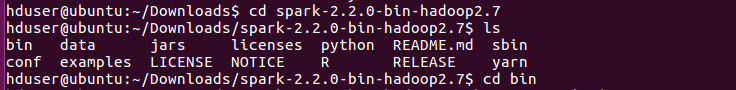 hduser@ubuntu:~/Downloads$ cd spark-2.2.0-bin-hadoop2.7
hduser@ubuntu:~/Downloads/spark-2.2.0-bin-hadoop2.7$ ls
bin data jars licenses python README.md sbin
conf examples LICENSE NOTICE R RELEASE yarn
hduser@ubuntu:~/Downloads/spark-2.2.0-bin-hadoop2.7$ cd bin